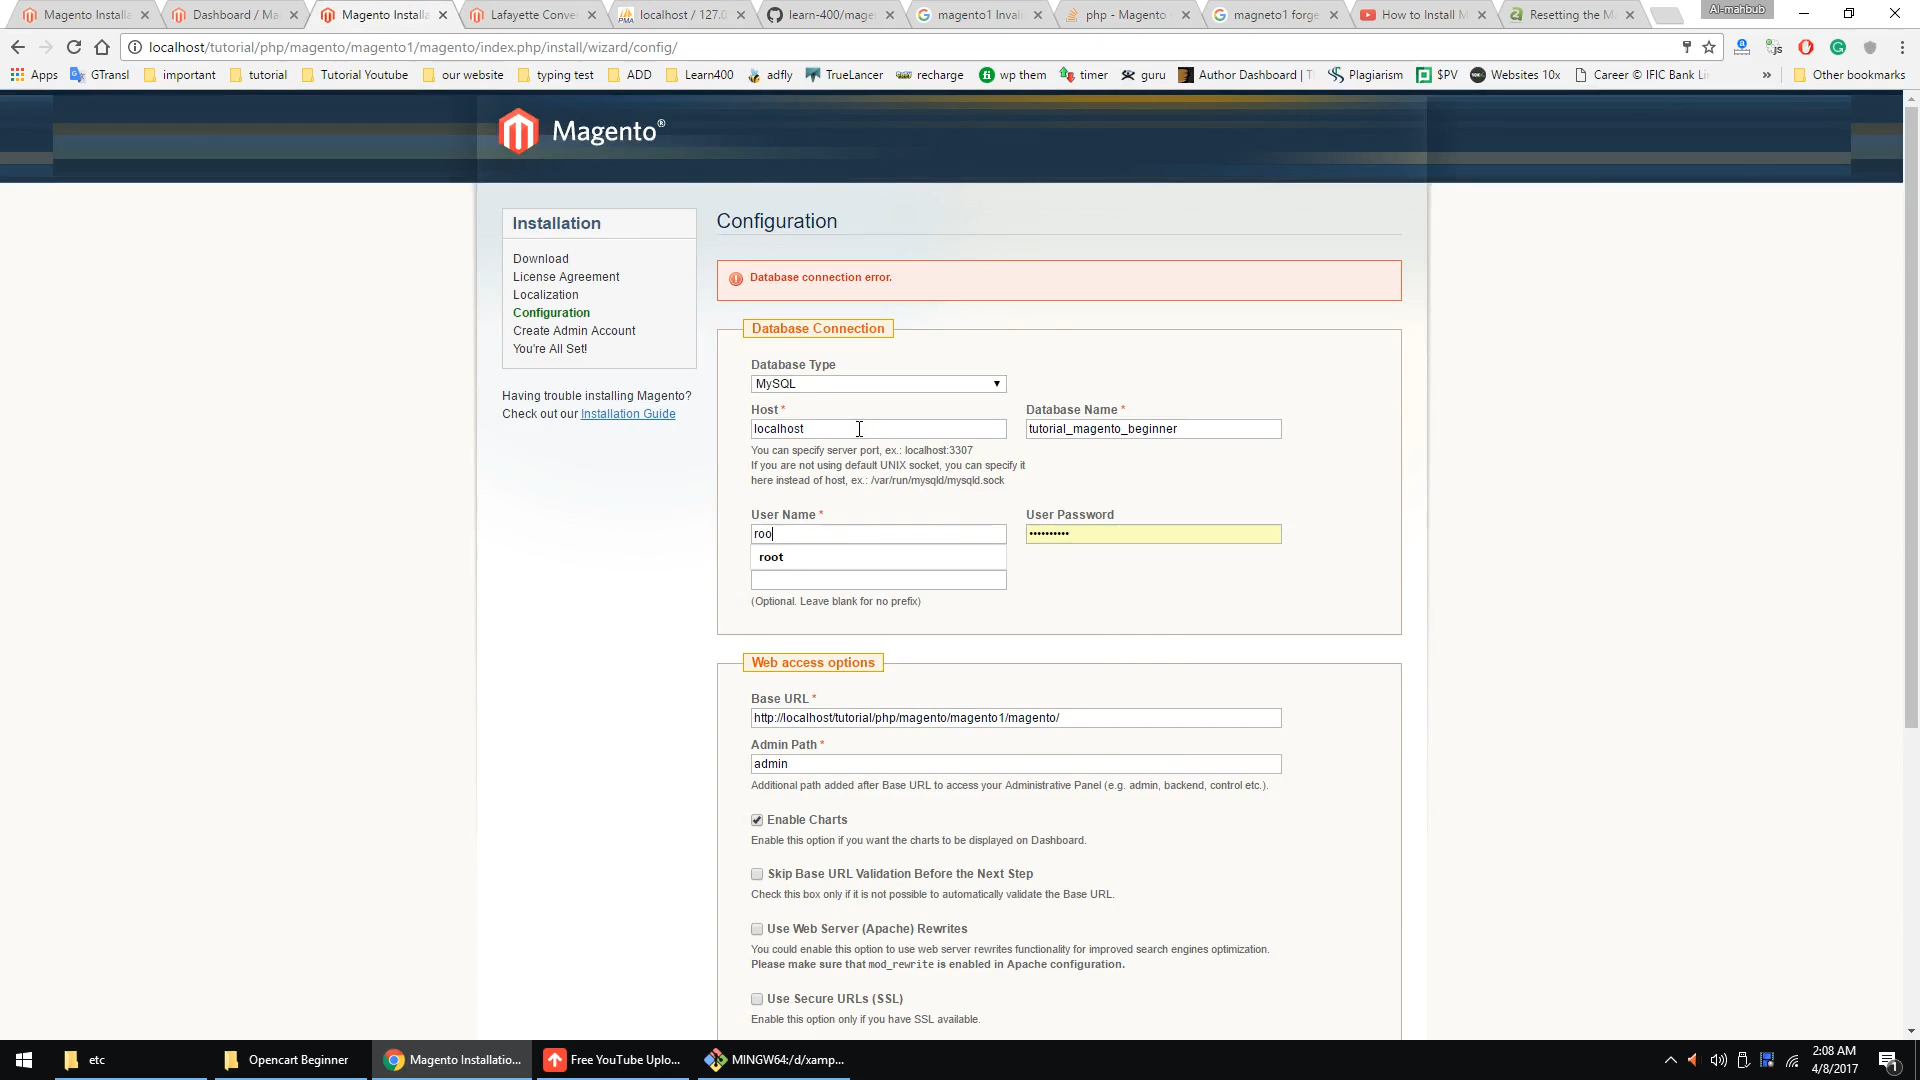 Magento Installa
Dashboard / Ma
Magento Installa
Lafayette Conve
localhost / 127.0
learn-400/mage
magento1 Inval
php - Magento
magneto1 forge
How to Install M
Resetting the M
Al-mahbub
localhost/tutorial/php/magento/magento1/magento/index.php/install/wizard/config/
Apps
GTransl
important
tutorial
Tutorial Youtube
our website
typing test
ADD
Learn400
adfly
TrueLancer
recharge
wp them
timer
guru
Author Dashboard | T
Plagiarism
$PV
Websites 10x
Career © IFIC Bank Li
»
Other bookmarks
Magento®
Installation
Download
License Agreement
Localization
Configuration
Create Admin Account
You're All Set!
Having trouble installing Magento?
Check out our Installation Guide
Configuration
Database connection error.
Database Connection
Database Type
MySQL
Host *
Database Name *
localhost
tutorial_magento_beginner
You can specify server port, ex.: localhost:3307
If you are not using default UNIX socket, you can specify it
here instead of host, ex.: /var/run/mysqld/mysqld.sock
User Name *
User Password
roo
••••••••••
root
(Optional. Leave blank for no prefix)
Web access options
Base URL *
http://localhost/tutorial/php/magento/magento1/magento/
Admin Path *
admin
Additional path added after Base URL to access your Administrative Panel (e.g. admin, backend, control etc.).
Enable Charts
Enable this option if you want the charts to be displayed on Dashboard.
Skip Base URL Validation Before the Next Step
Check this box only if it is not possible to automatically validate the Base URL.
Use Web Server (Apache) Rewrites
You could enable this option to use web server rewrites functionality for improved search engines optimization.
Please make sure that mod_rewrite is enabled in Apache configuration.
Use Secure URLs (SSL)
Enable this option only if you have SSL available.
etc
Opencart Beginner
Magento Installatio...
Free YouTube Uplo...
MINGW64:/d/xamp...
2:08 AM
4/8/2017
1